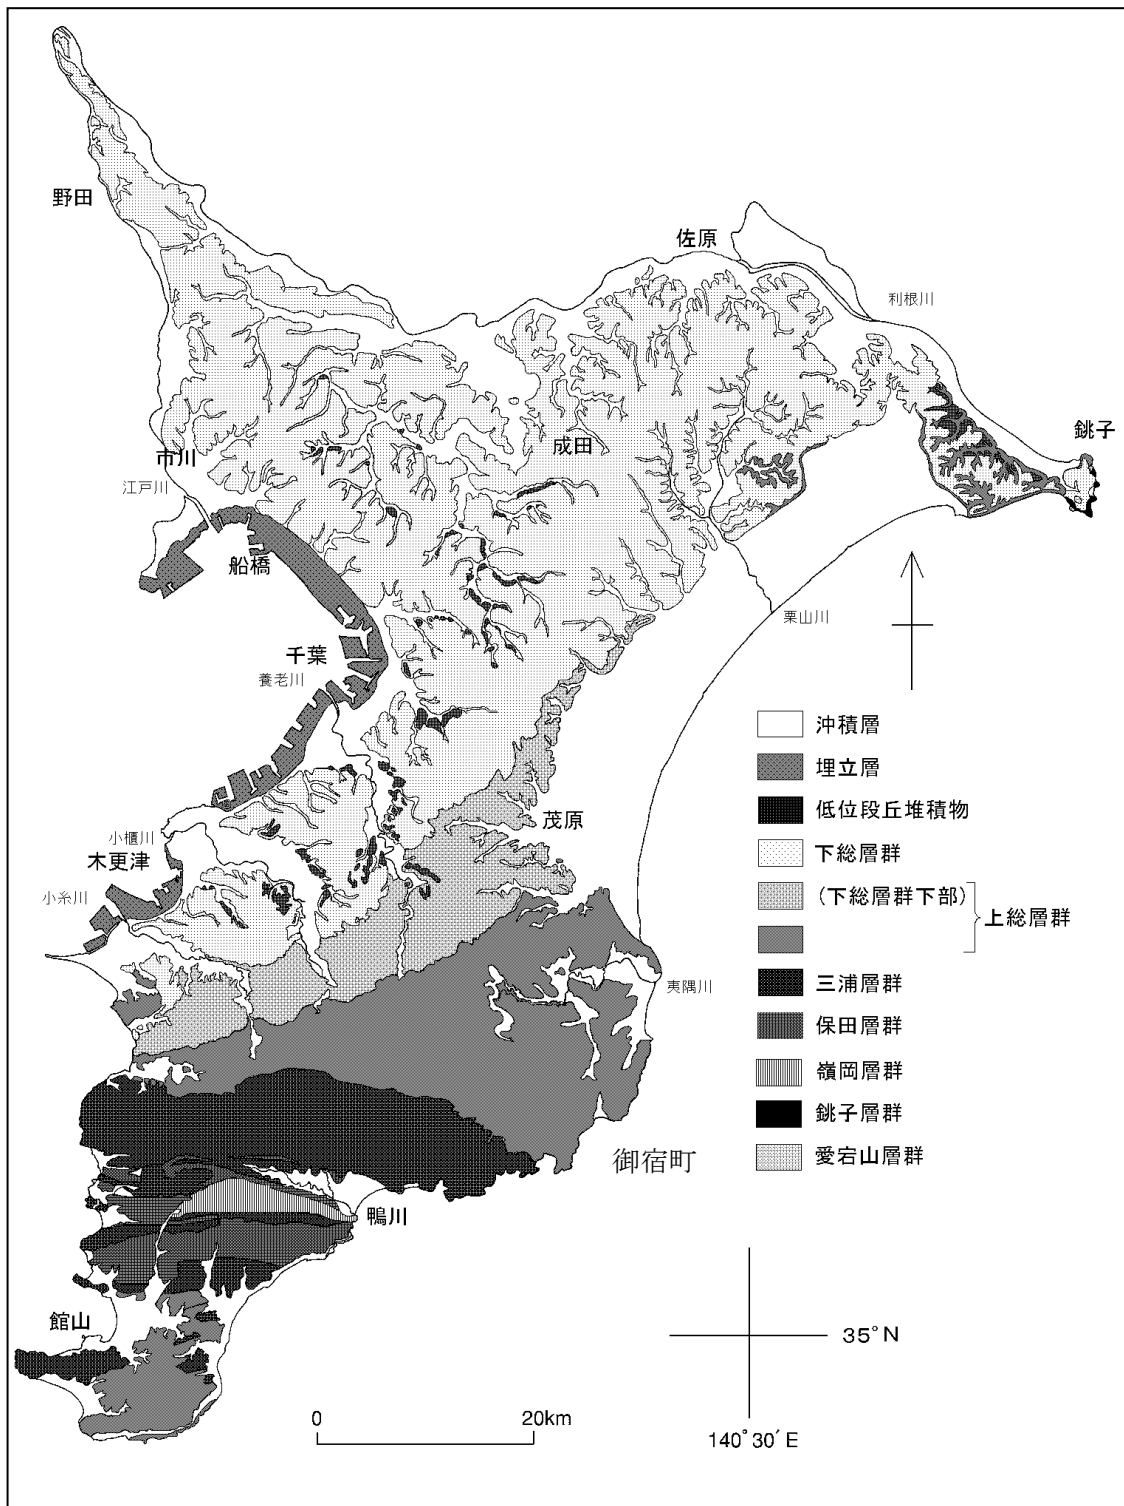 野田
佐原
利根川
銚子
成田
市川
江戸川
船橋
栗山川
千葉
養老川
沖積層
埋立層
低位段丘堆積物
下総層群
(下総層群下部)
上総層群
三浦層群
保田層群
嶺岡層群
銚子層群
愛宕山層群
茂原
小櫃川
木更津
小糸川
夷隅川
御宿町
鴨川
館山
35°N
0 20km
140°30′E